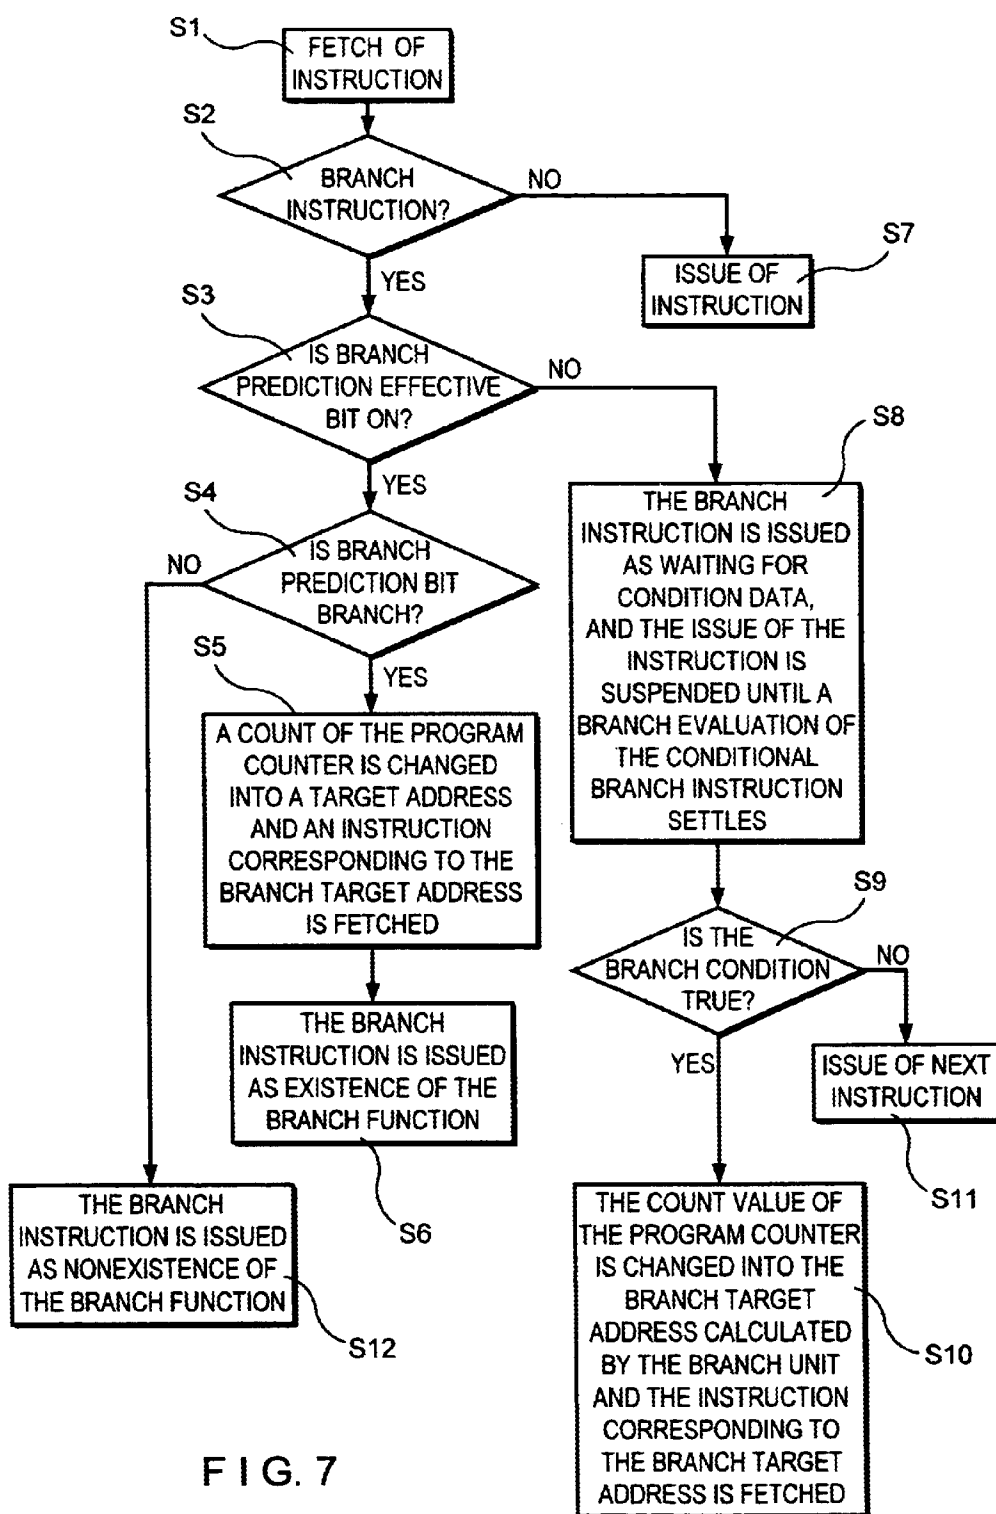 S1
FETCH OF
INSTRUCTION
S2
BRANCH
INSTRUCTION?
NO
YES
S7
ISSUE OF
INSTRUCTION
S3
IS BRANCH
PREDICTION EFFECTIVE
BIT ON?
NO
YES
S8
THE BRANCH
INSTRUCTION IS ISSUED
AS WAITING FOR
CONDITION DATA,
AND THE ISSUE OF THE
INSTRUCTION IS
SUSPENDED UNTIL A
BRANCH EVALUATION OF
THE CONDITIONAL
BRANCH INSTRUCTION
SETTLES
S4
IS BRANCH
PREDICTION BIT
BRANCH?
NO
YES
S5
A COUNT OF THE PROGRAM
COUNTER IS CHANGED
INTO A TARGET ADDRESS
AND AN INSTRUCTION
CORRESPONDING TO THE
BRANCH TARGET ADDRESS
IS FETCHED
S9
IS THE
BRANCH CONDITION
TRUE?
NO
YES
THE BRANCH
INSTRUCTION IS ISSUED
AS EXISTENCE OF THE
BRANCH FUNCTION
S6
ISSUE OF NEXT
INSTRUCTION
S11
THE BRANCH
INSTRUCTION IS ISSUED
AS NONEXISTENCE OF
THE BRANCH FUNCTION
S12
THE COUNT VALUE OF
THE PROGRAM COUNTER
IS CHANGED INTO THE
BRANCH TARGET
ADDRESS CALCULATED
BY THE BRANCH UNIT
AND THE INSTRUCTION
CORRESPONDING TO
THE BRANCH TARGET
ADDRESS IS FETCHED
S10
FIG. 7